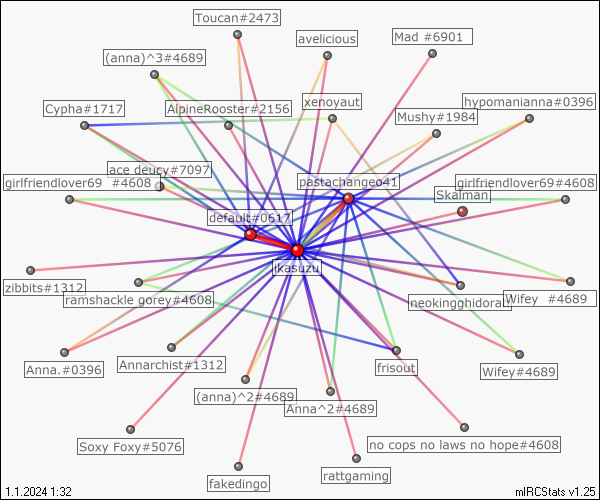 Toucan#2473
avelicious
Mad #6901
(anna)^3#4689
xenoyaut
hypomanianna#0396
Cypha#1717
AlpineRooster#2156
Mushy#1984
ace deucy#7097
girlfriendlover69 #4608
pastachangeo41
girlfriendlover69#4608
Skalman
default#0617
jikasuzu
zibbits#1312
ramshackle gorey#4608
neokingghidorah
Wifey #4689
Anna.#0396
Annarchist#1312
frisout
Wifey#4689
(anna)^2#4689
Anna^2#4689
Soxy Foxy#5076
no cops no laws no hope#4608
fakedingo
rattgaming
1.1.2024 1:32
mIRCStats v1.25